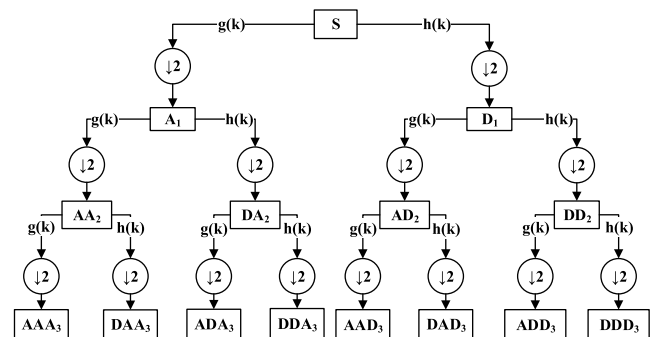 g(k) S h(k)
↓2 ↓2
g(k) A₁ h(k) g(k) D₁ h(k)
↓2 ↓2 ↓2 ↓2
AA₂ DA₂ AD₂ DD₂
g(k) h(k) g(k) h(k) g(k) h(k) g(k) h(k)
↓2 ↓2 ↓2 ↓2 ↓2 ↓2 ↓2 ↓2
AAA₃ DAA₃ ADA₃ DDA₃ AAD₃ DAD₃ ADD₃ DDD₃